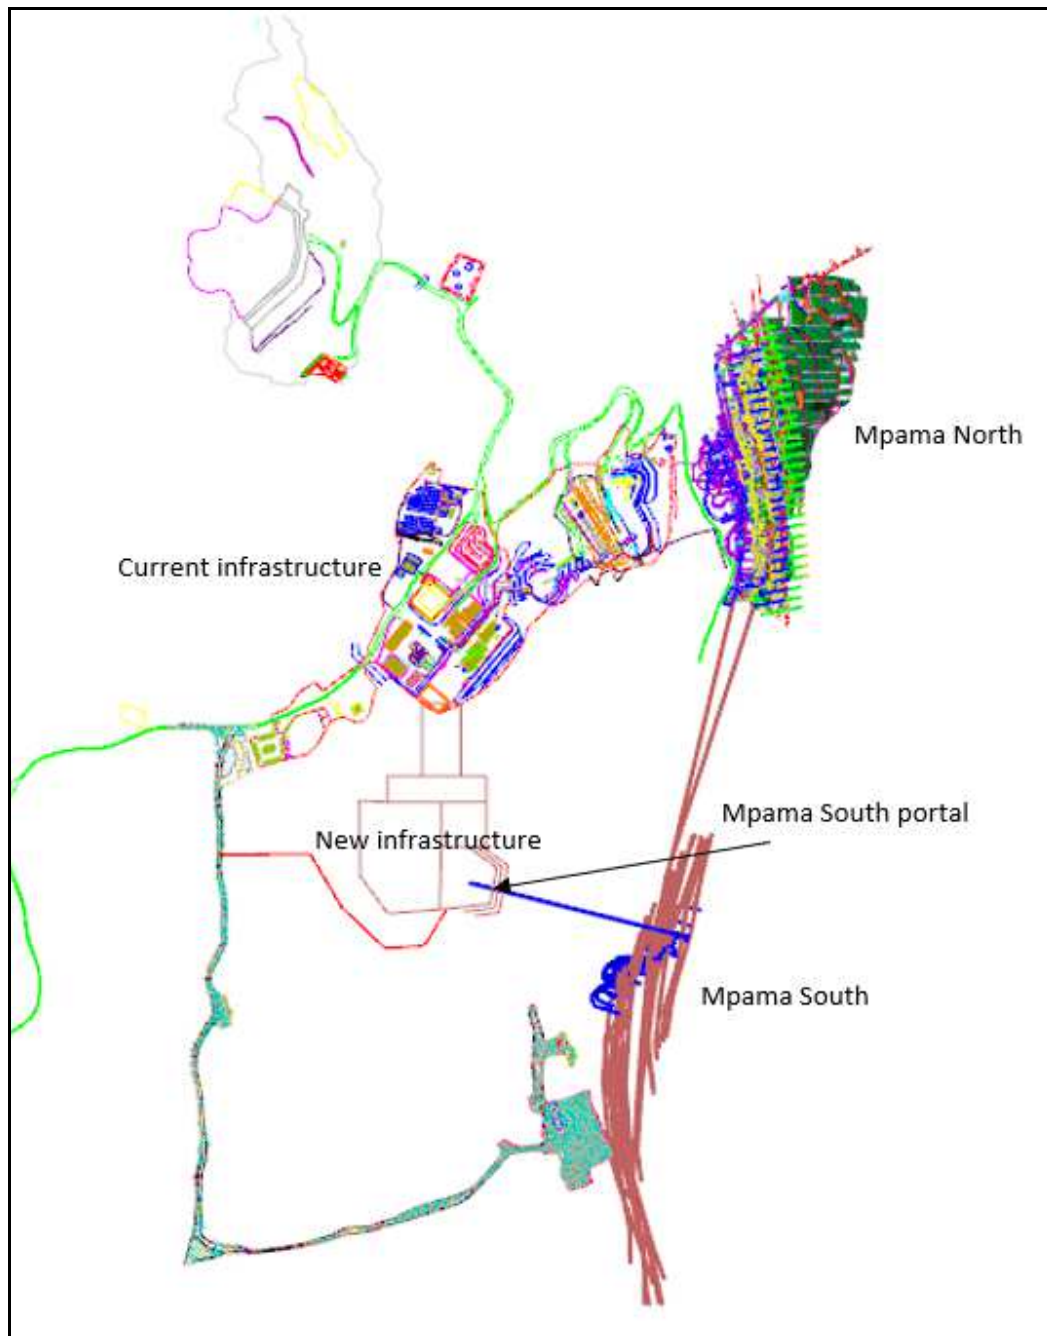 Mpama North
Current infrastructure
Mpama South portal
New infrastructure
Mpama South